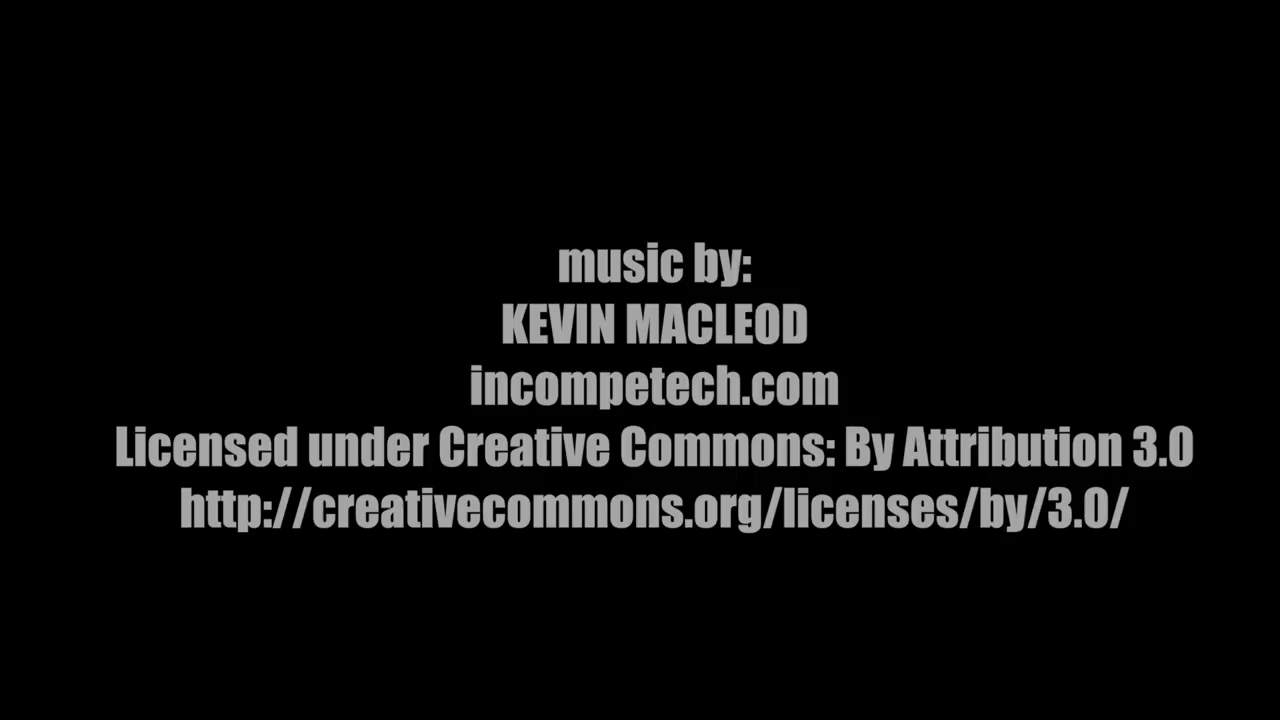 music by:
KEVIN MACLEOD
incompetech.com
Licensed under Creative Commons: By Attribution 3.0
http://creativecommons.org/licenses/by/3.0/